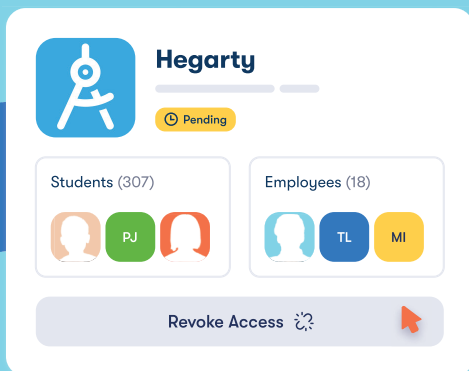 Hegarty
Pending
Students (307)
Employees (18)
PJ
TL
MI
Revoke Access